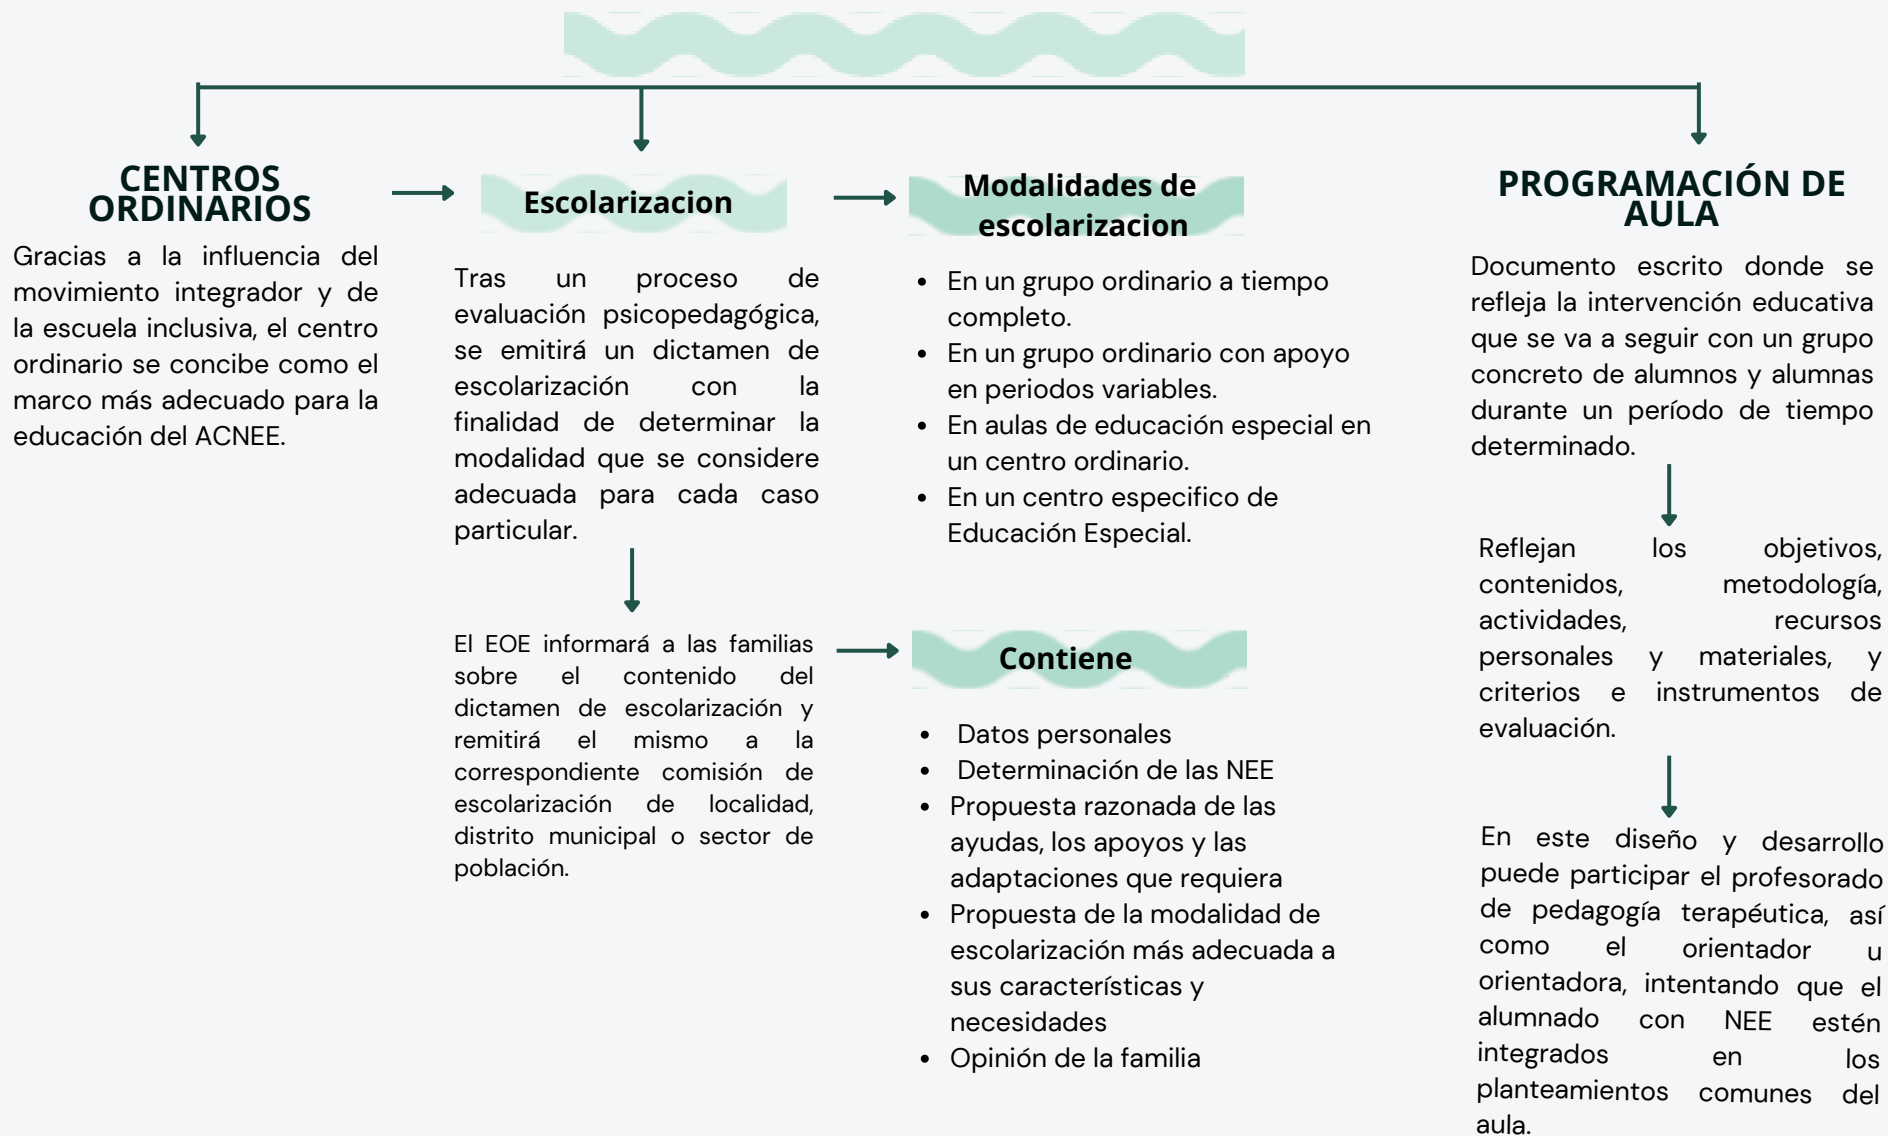 CENTROS
ORDINARIOS
Gracias a la influencia del
movimiento integrador y de
la escuela inclusiva, el centro
ordinario se concibe como el
marco más adecuado para la
educación del ACNEE.
Escolarizacion
Tras un proceso de
evaluación psicopedagógica,
se emitirá un dictamen de
escolarización con la
finalidad de determinar la
modalidad que se considere
adecuada para cada caso
particular.
El EOE informará a las familias
sobre el contenido del
dictamen de escolarización y
remitirá el mismo a la
correspondiente comisión de
escolarización de localidad,
distrito municipal o sector de
población.
Modalidades de
escolarizacion
• En un grupo ordinario a tiempo
completo.
• En un grupo ordinario con apoyo
en periodos variables.
• En aulas de educación especial en
un centro ordinario.
• En un centro especifico de
Educación Especial.
Contiene
• Datos personales
• Determinación de las NEE
• Propuesta razonada de las
ayudas, los apoyos y las
adaptaciones que requiera
• Propuesta de la modalidad de
escolarización más adecuada a
sus características y
necesidades
• Opinión de la familia
PROGRAMACIÓN DE
AULA
Documento escrito donde se
refleja la intervención educativa
que se va a seguir con un grupo
concreto de alumnos y alumnas
durante un período de tiempo
determinado.
Reflejan los objetivos,
contenidos, metodología,
actividades, recursos
personales y materiales, y
criterios e instrumentos de
evaluación.
En este diseño y desarrollo
puede participar el profesorado
de pedagogía terapéutica, así
como el orientador u
orientadora, intentando que el
alumnado con NEE estén
integrados en los
planteamientos comunes del
aula.